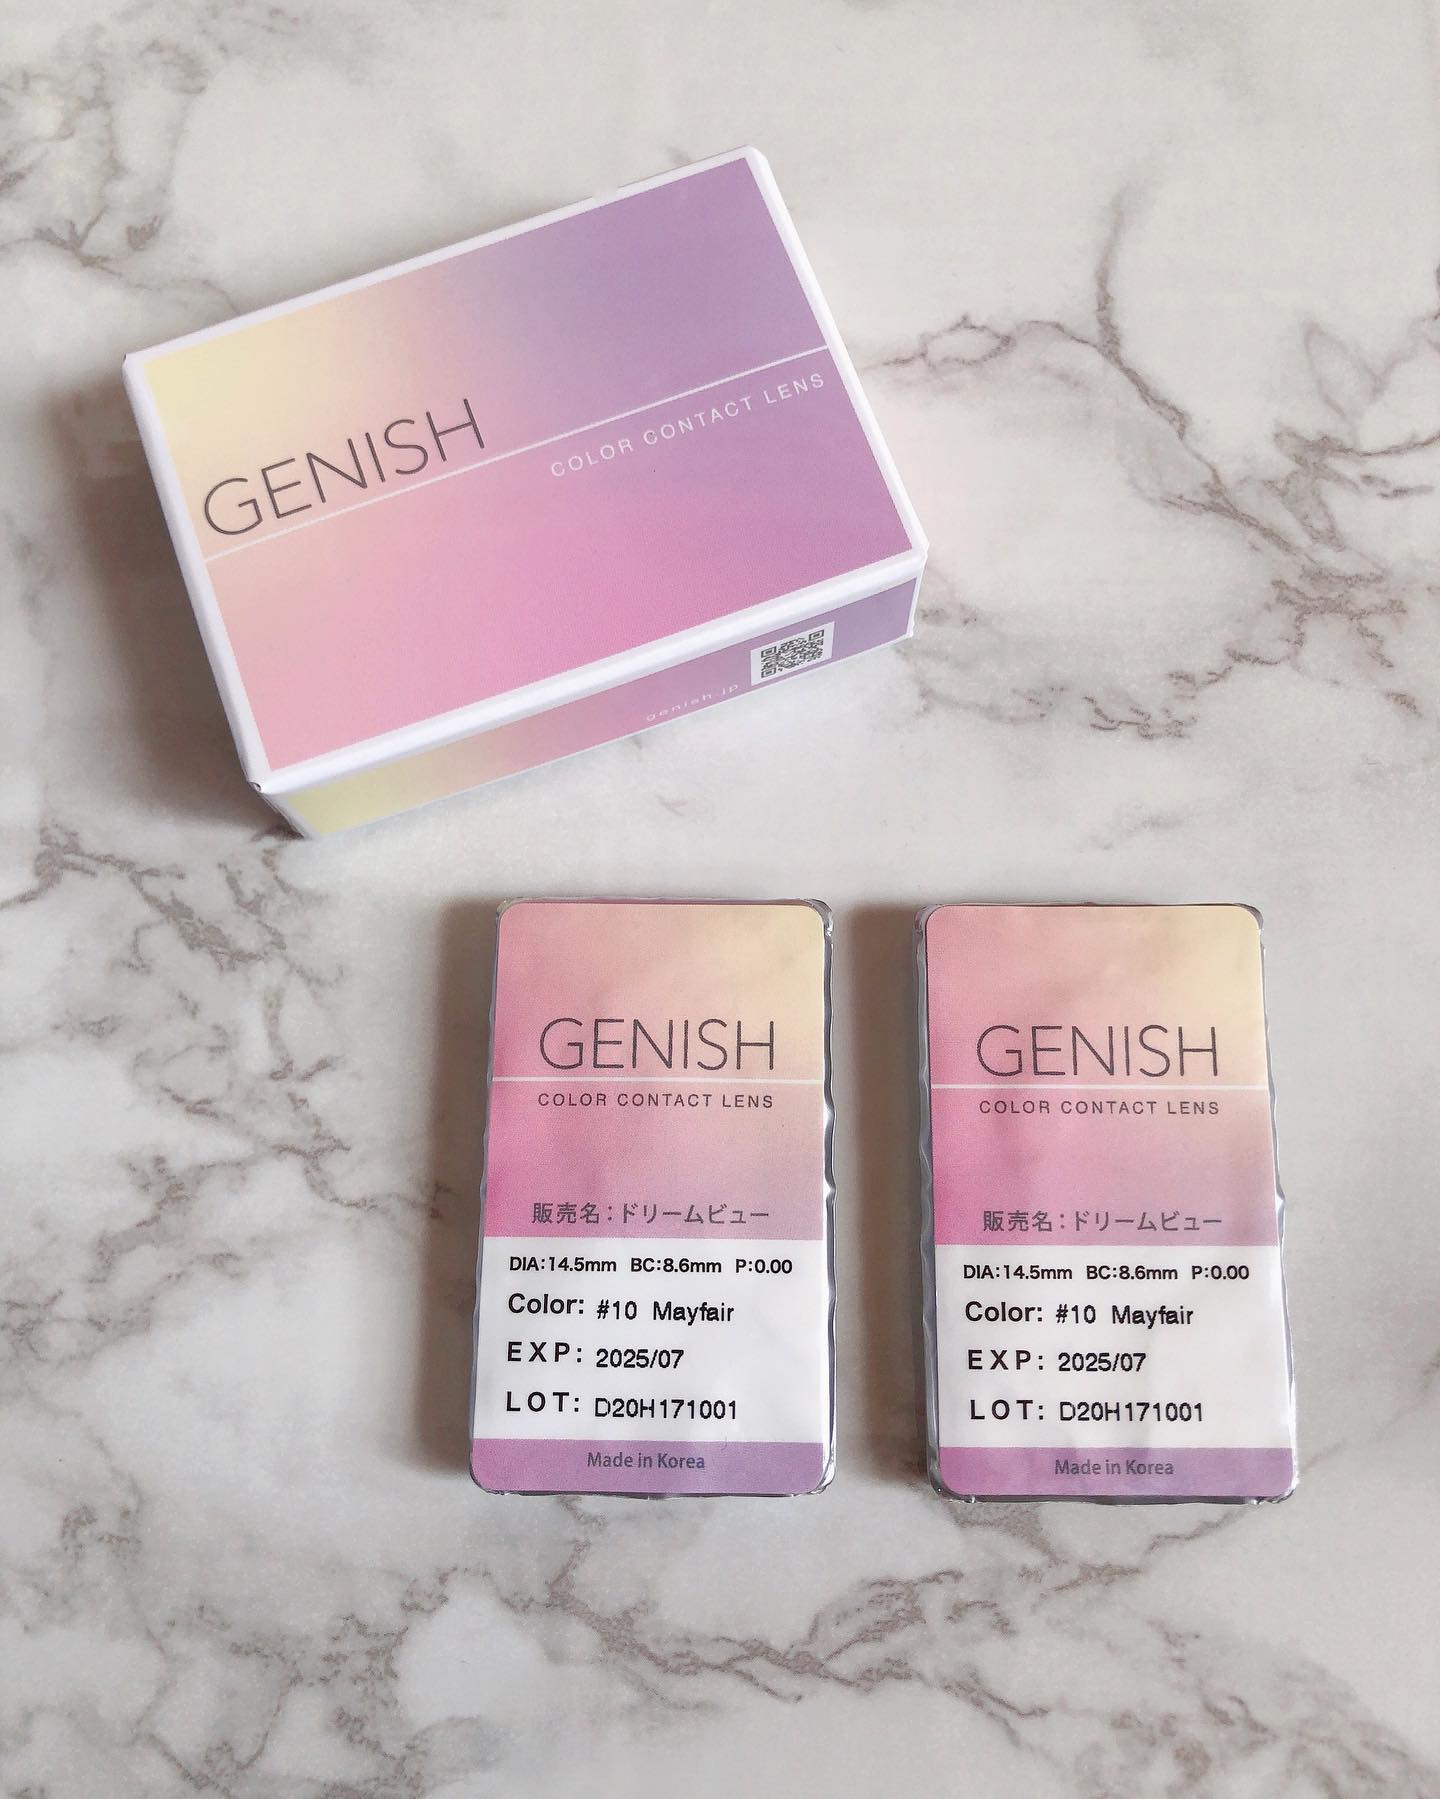 GENISH
COLOR CONTACT LENS
genish.jp
GENISH
COLOR CONTACT LENS
販売名：ドリームビュー
DIA:14.5mm BC:8.6mm P:0.00
Color: #10 Mayfair
EXP: 2025/07
LOT: D20H171001
Made in Korea
GENISH
COLOR CONTACT LENS
販売名：ドリームビュー
DIA:14.5mm BC:8.6mm P:0.00
Color: #10 Mayfair
EXP: 2025/07
LOT: D20H171001
Made in Korea